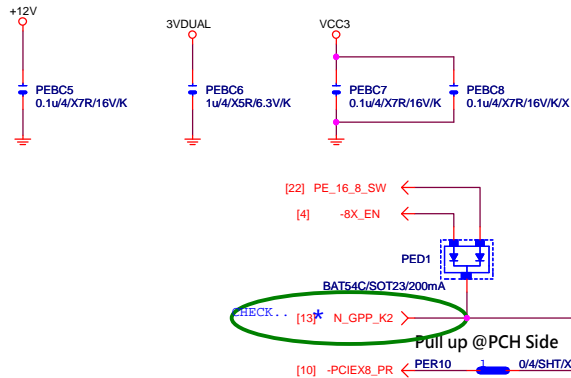 +12V
3VDUAL
VCC3
PEBC5
0.1u/4/X7R/16V/K
PEBC6
1u/4/X5R/6.3V/K
PEBC7
0.1u/4/X7R/16V/K
PEBC8
0.1u/4/X7R/16V/K/X
[22] PE_16_8_SW
[4] -8X_EN
PED1
BAT54C/SOT23/200mA
CHECK.. [13]* N_GPP_K2
Pull up @PCH Side
[10] -PCIEX8_PR PER10 1 0/4/SHT/X